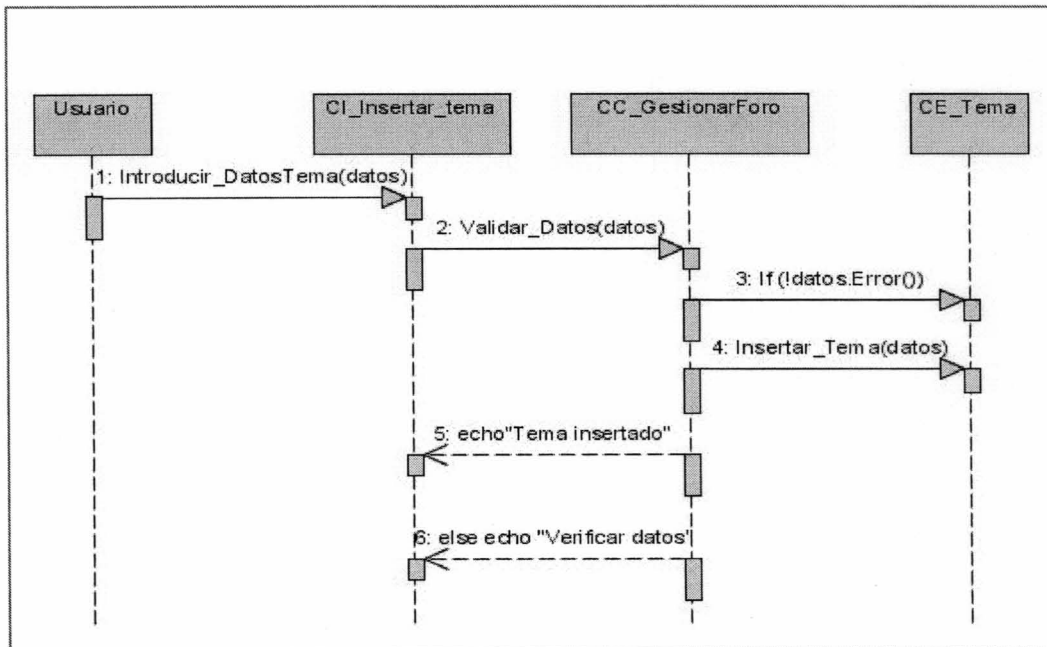 Usuario
CI_Insertar_tema
CC_GestionarForo
CE_Tema
1: Introducir_DatosTema(datos)
2: Validar_Datos(datos)
3: If (!datos.Error())
4: Insertar_Tema(datos)
5: echo"Tema insertado"
6: else echo "Verificar datos"